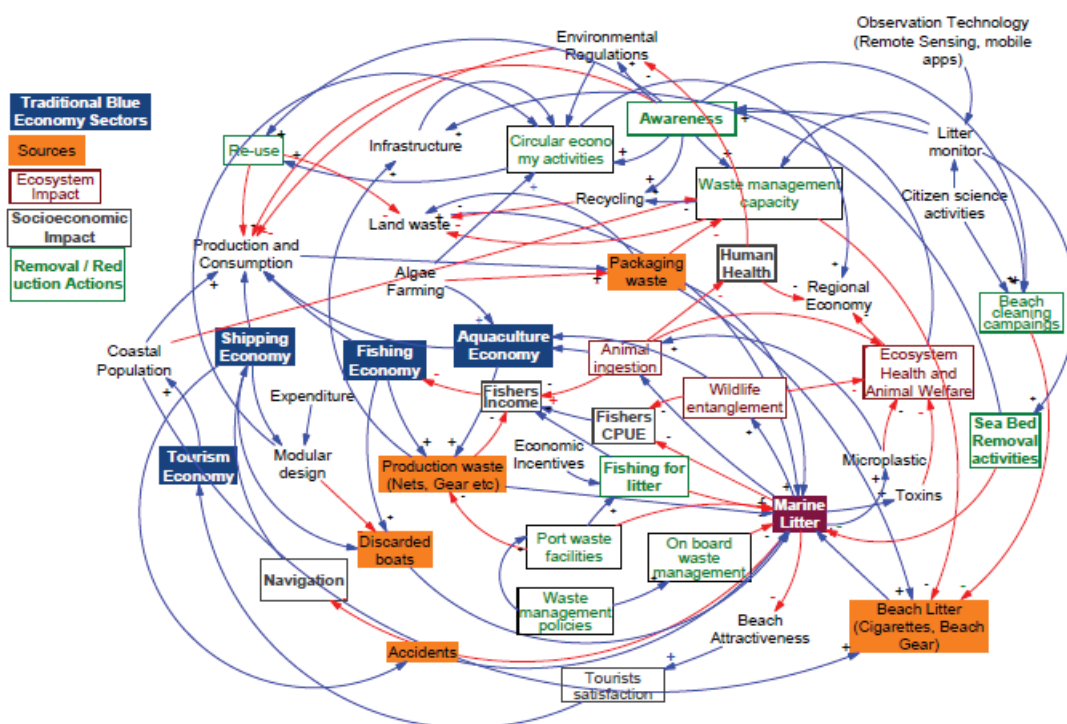 Environmental
Regulations
Observation Technology
(Remote Sensing, mobile
apps)
Traditional Blue
Economy Sectors
Sources
Ecosystem
Impact
Socioeconomic
Impact
Removal / Red
uction Actions
Re-use
Infrastructure
Circular econo
my activities
Awareness
Litter
monitor
Recycling
Waste management
capacity
Citizen science
activities
Land waste
Production and
Consumption
Algae
Farming
Packaging
waste
Human
Health
Regional
Economy
Beach
cleaning
campaings
Coastal
Population
Shipping
Economy
Fishing
Economy
Aquaculture
Economy
Animal
ingestion
Ecosystem
Health and
Animal Welfare
Expenditure
Fishers
Income
Fishers
CPUE
Wildlife
entanglement
Sea Bed
Removal
activities
Tourism
Economy
Modular
design
Production waste
(Nets, Gear etc)
Economic
Incentives
Fishing for
litter
Microplastic
Toxins
Marine
Litter
Discarded
boats
Port waste
facilities
On board
waste
management
Navigation
Waste
management
policies
Beach
Attractiveness
Beach Litter
(Cigarettes, Beach
Gear)
Accidents
Tourists
satisfaction